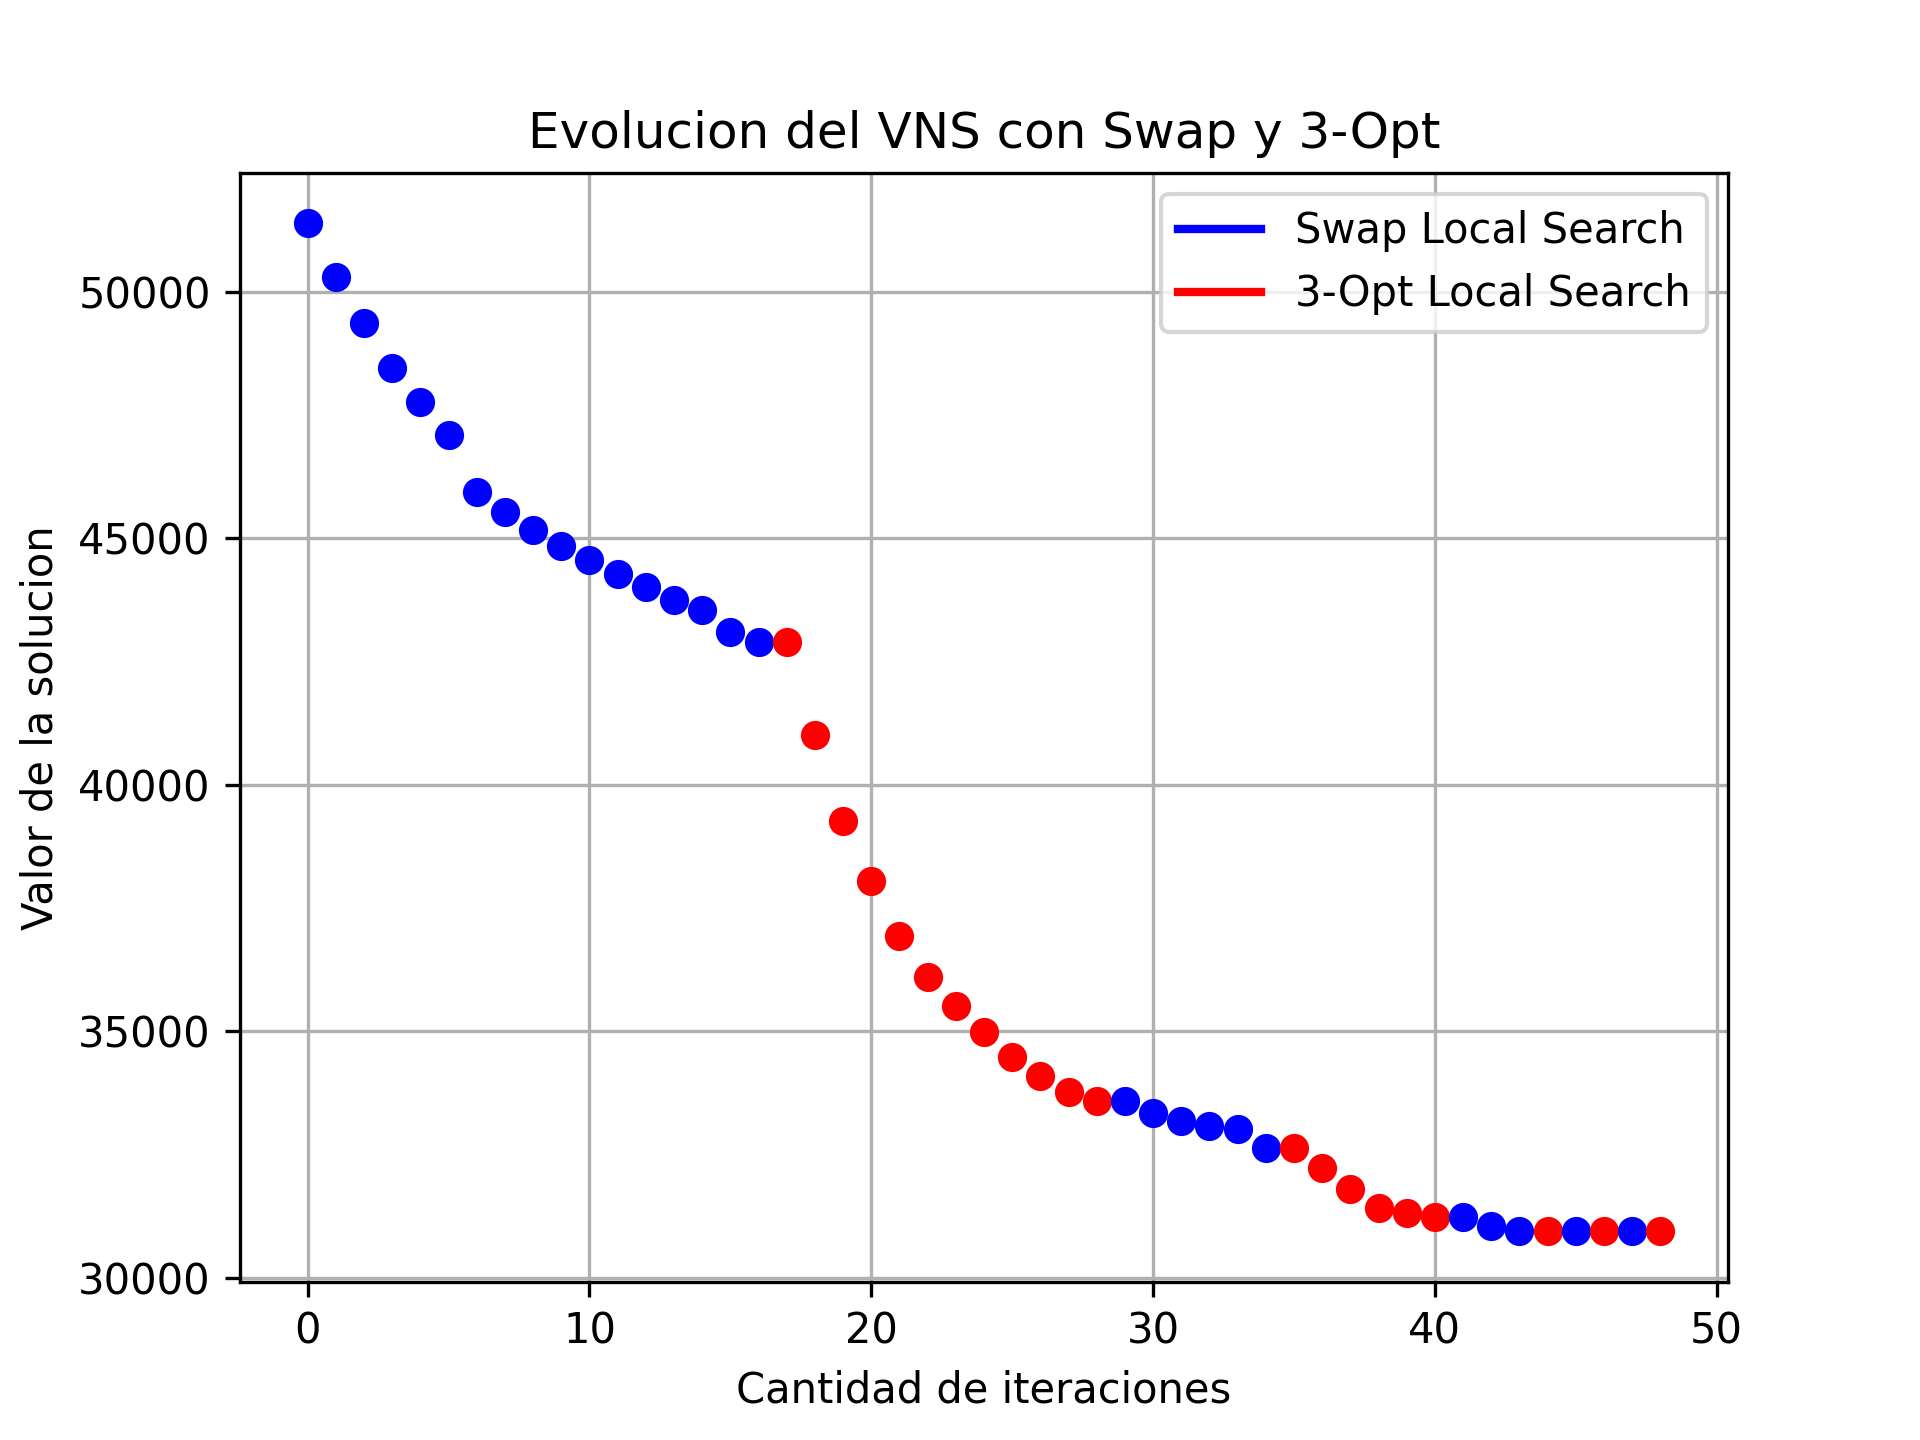 Evolucion del VNS con Swap y 3-Opt
Swap Local Search
3-Opt Local Search
Valor de la solucion
50000
45000
40000
35000
30000
0 10 20 30 40 50
Cantidad de iteraciones